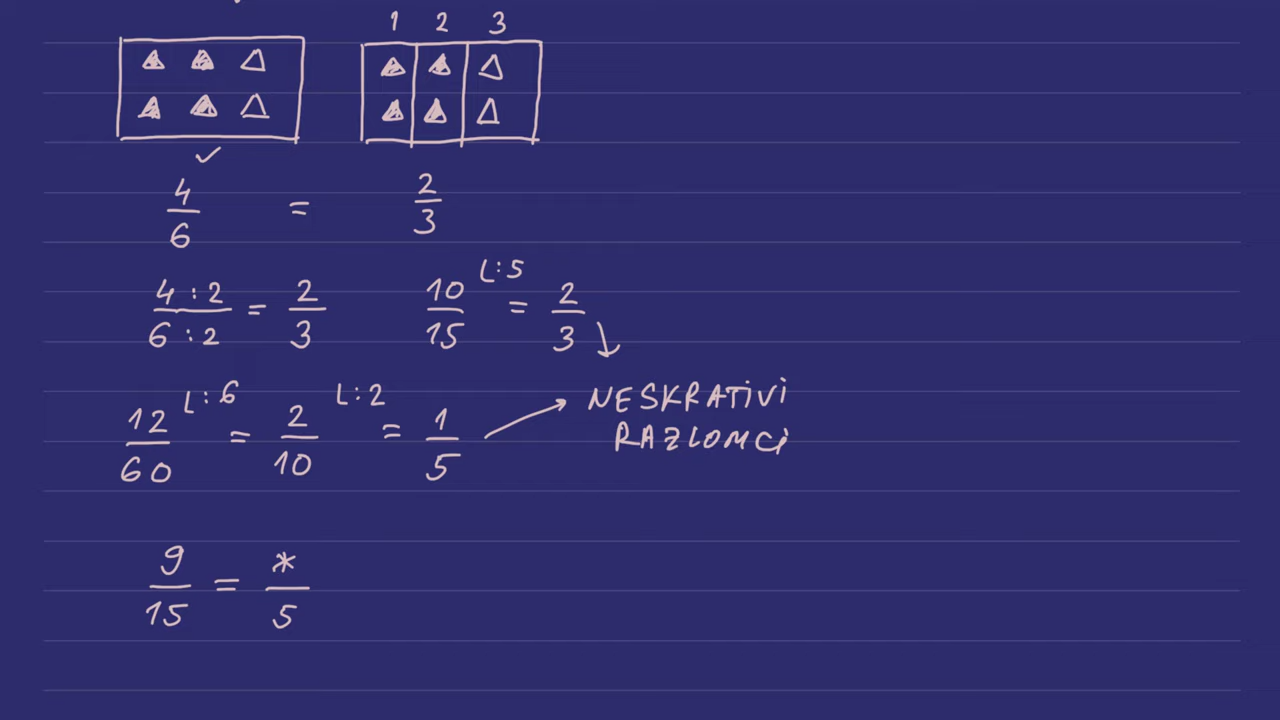 1 2 3
4/6 = 2/3
4:2/6:2 = 2/3 10/15 L:5 = 2/3
12/60 L:6 = 2/10 L:2 = 1/5 NESKRATIVI
RAZLOMCI
9/15 = */5